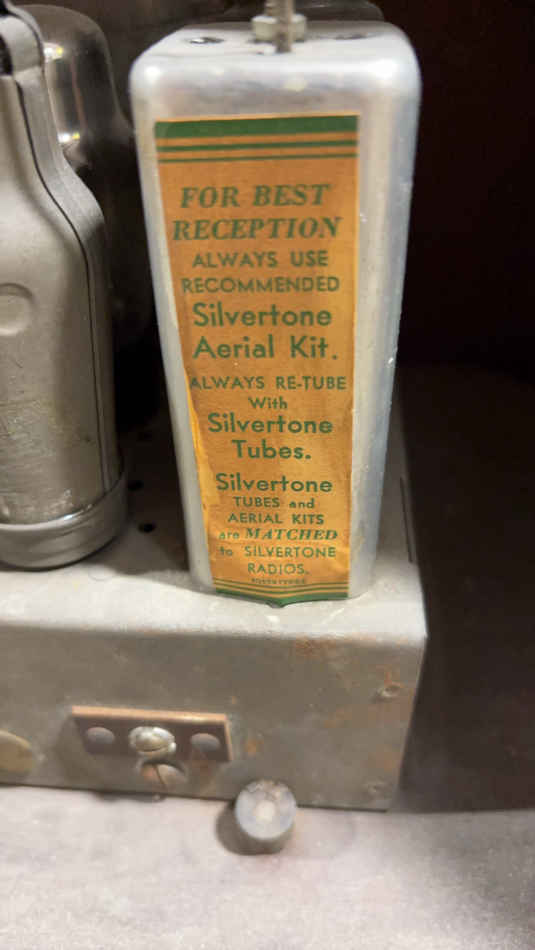 FOR BEST
RECEPTION
ALWAYS USE
RECOMMENDED
Silvertone
Aerial Kit.
ALWAYS RE-TUBE
With
Silvertone
Tubes.
Silvertone
TUBES and
AERIAL KITS
are MATCHED
to SILVERTONE
RADIOS.